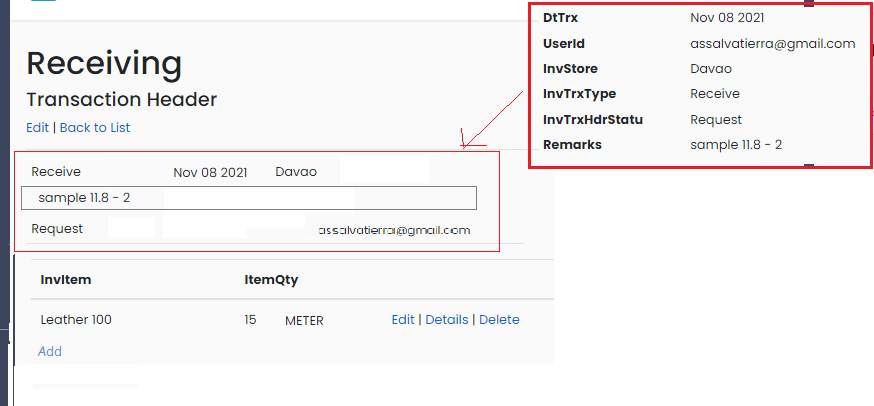 DtTrx Nov 08 2021
UserId assalvatierra@gmail.com
InvStore Davao
InvTrxType Receive
InvTrxHdrStatu Request
Remarks sample 11.8 - 2
Receiving
Transaction Header
Edit | Back to List
Receive Nov 08 2021 Davao
sample 11.8 - 2
Request assalvatierra@gmail.com
InvItem ItemQty
Leather 100 15 METER Edit | Details | Delete
Add